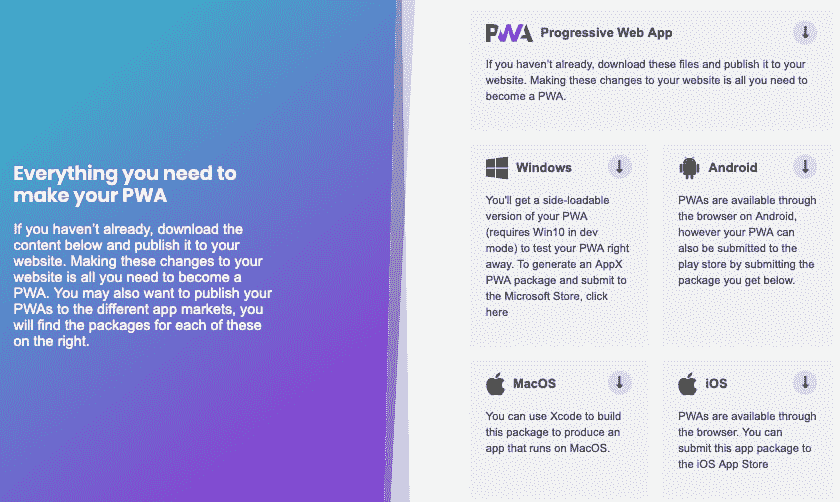 Everything you need to
make your PWA
If you haven't already, download the
content below and publish it to your
website. Making these changes to your
website is all you need to become a
PWA. You may also want to publish your
PWAs to the different app markets, you
will find the packages for each of these
on the right.
PWA Progressive Web App
If you haven't already, download these files and publish it to your
website. Making these changes to your website is all you need to
become a PWA.
Windows
You'll get a side-loadable
version of your PWA
(requires Win10 in dev
mode) to test your PWA right
away. To generate an AppX
PWA package and submit to
the Microsoft Store, click
here
Android
PWAs are available through
the browser on Android,
however your PWA can
also be submitted to the
play store by submitting the
package you get below.
MacOS
You can use Xcode to build
this package to produce an
app that runs on MacOS.
iOS
PWAs are available through
the browser. You can
submit this app package to
the iOS App Store